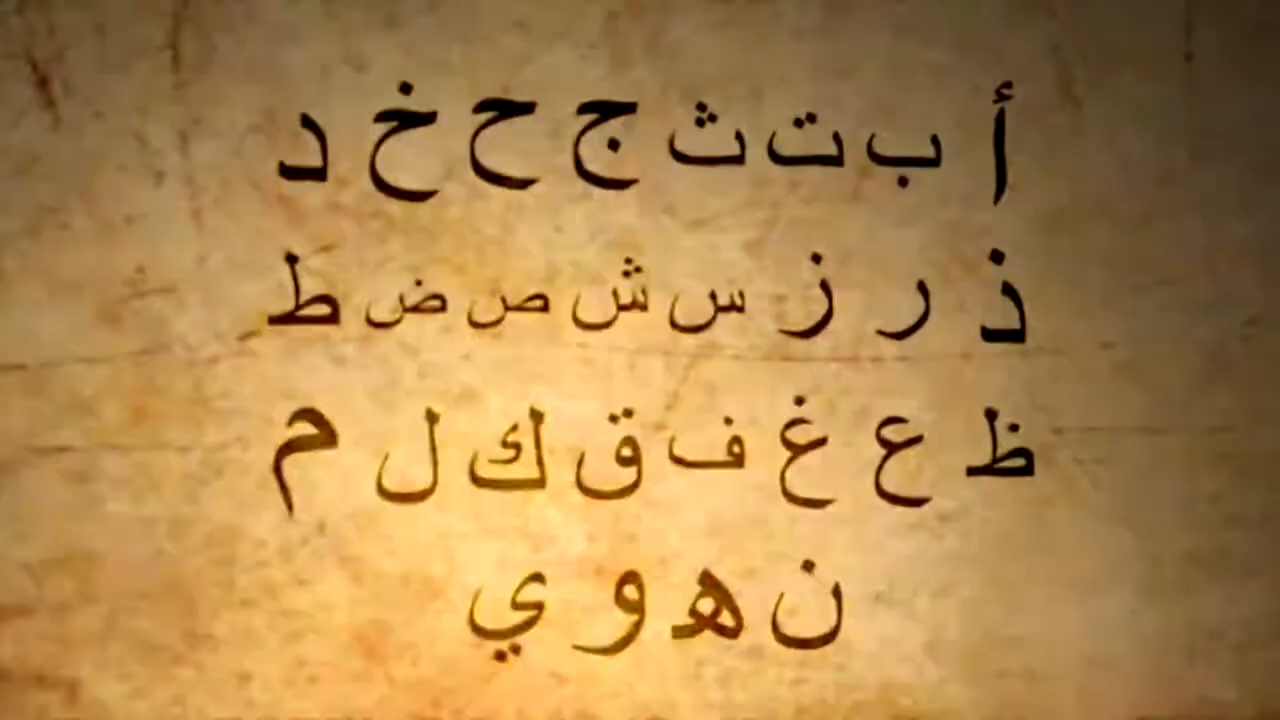 أ ب ت ث ج ح خ د
ذ ر ز س ش ص ض ط
ظ ع غ ف ق ك ل م
ن ه و ي